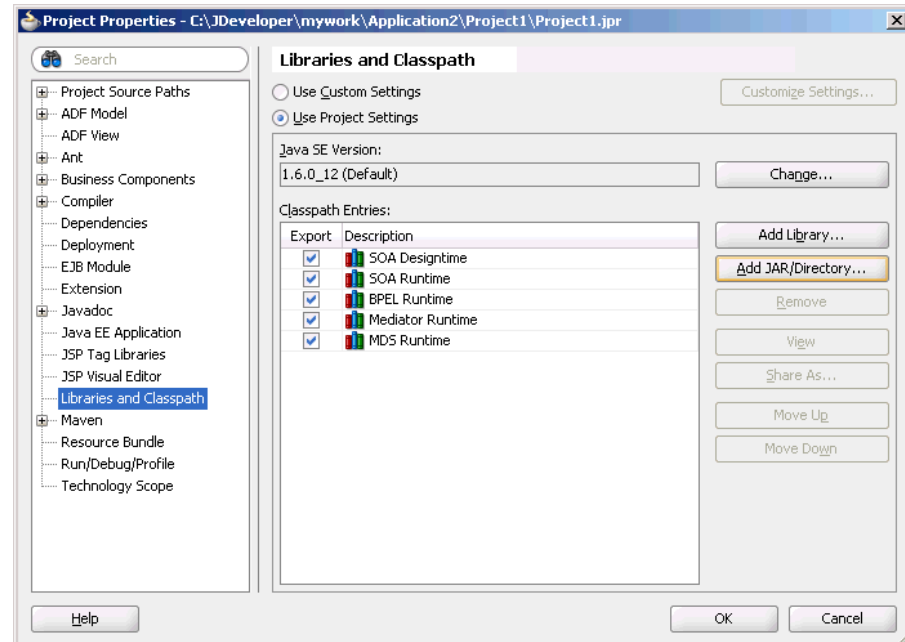 Project Properties - C:\JDeveloper\mywork\Application2\Project1\Project1.jpr
Search
Project Source Paths
ADF Model
ADF View
Ant
Business Components
Compiler
Dependencies
Deployment
EJB Module
Extension
Javadoc
Java EE Application
JSP Tag Libraries
JSP Visual Editor
Libraries and Classpath
Maven
Resource Bundle
Run/Debug/Profile
Technology Scope
Libraries and Classpath
Use Custom Settings
Customize Settings...
Use Project Settings
Java SE Version:
1.6.0_12 (Default)
Change...
Classpath Entries:
Export Description
SOA Designtime
SOA Runtime
BPEL Runtime
Mediator Runtime
MDS Runtime
Add Library...
Add JAR/Directory...
Remove
View
Share As...
Move Up
Move Down
Help
OK
Cancel